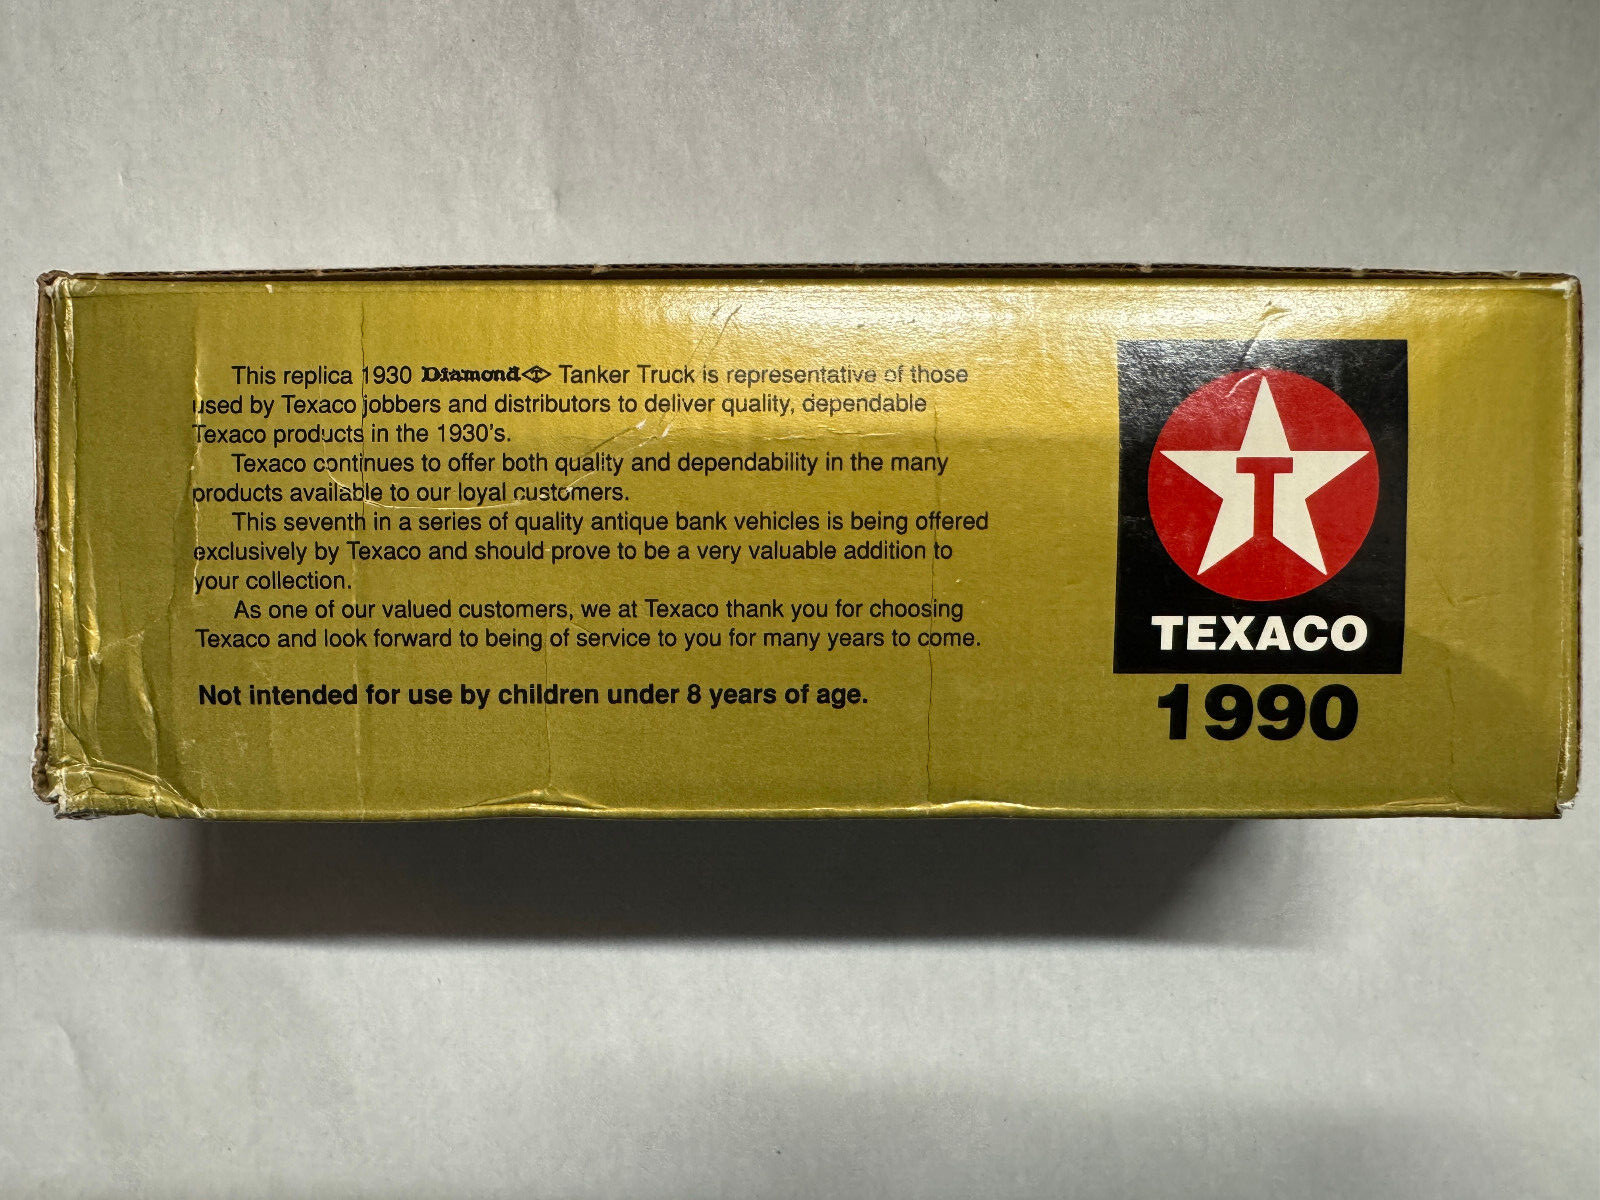 This replica 1930 Diamond T Tanker Truck is representative of those
used by Texaco jobbers and distributors to deliver quality, dependable
Texaco products in the 1930's.
Texaco continues to offer both quality and dependability in the many
products available to our loyal customers.
This seventh in a series of quality antique bank vehicles is being offered
exclusively by Texaco and should prove to be a very valuable addition to
your collection.
As one of our valued customers, we at Texaco thank you for choosing
Texaco and look forward to being of service to you for many years to come.
Not intended for use by children under 8 years of age.
T
TEXACO
1990